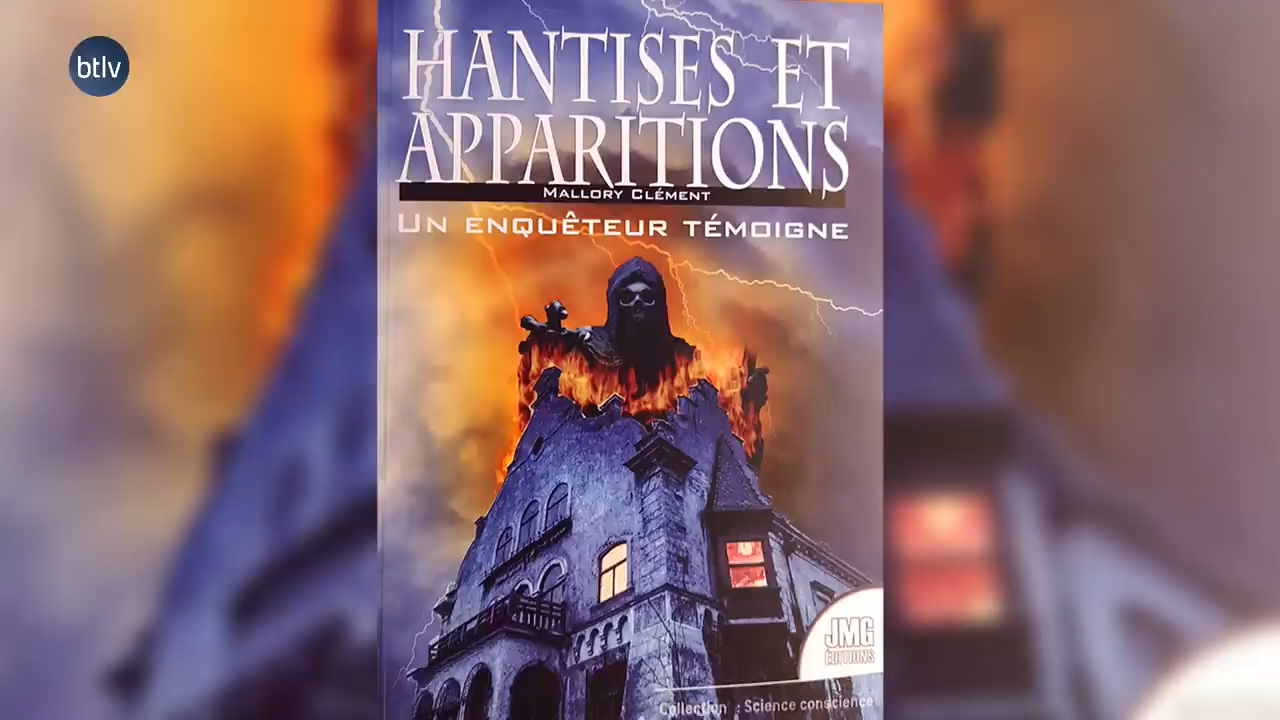 btlv
HANTISES ET
APPARITIONS
MALLORY CLÉMENT
UN ENQUÊTEUR TÉMOIGNE
JMG
ÉDITIONS
Collection : Science conscience